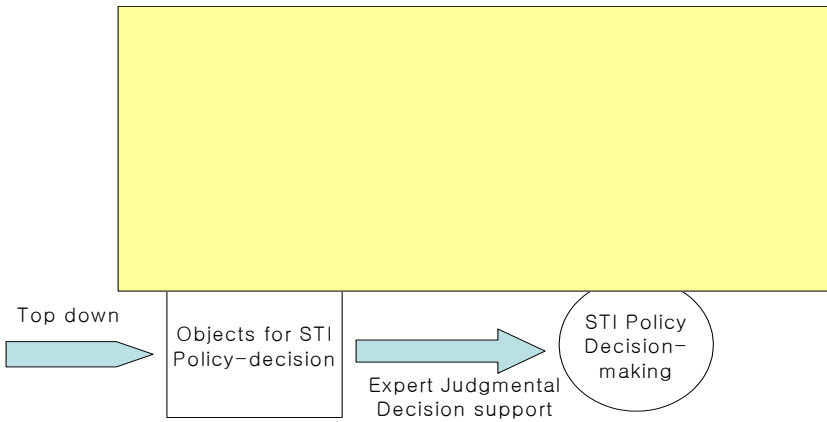 Top down
Objects for STI
Policy-decision
Expert Judgmental
Decision support
STI Policy
Decision-
making